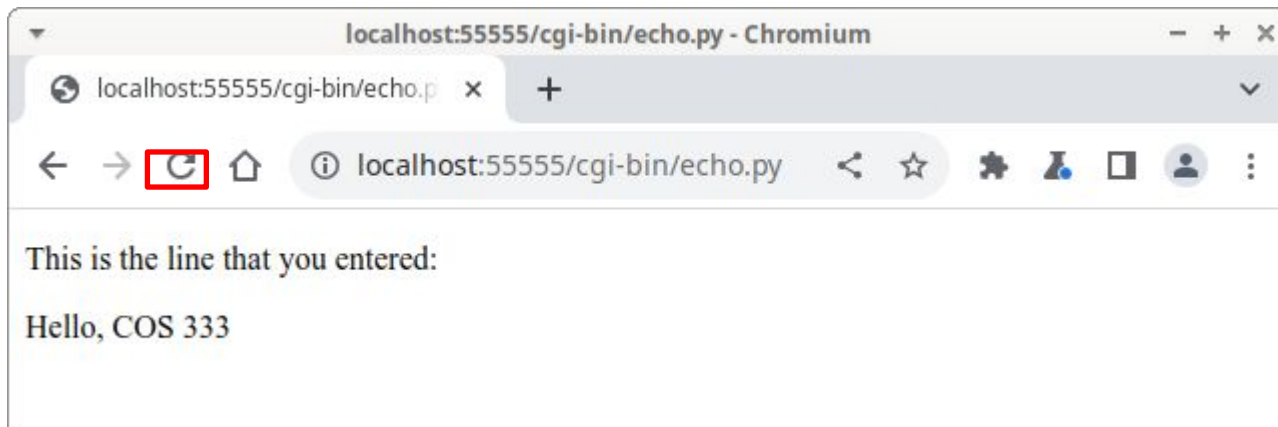 localhost:55555/cgi-bin/echo.py - Chromium
localhost:55555/cgi-bin/echo.p
localhost:55555/cgi-bin/echo.py
This is the line that you entered:
Hello, COS 333